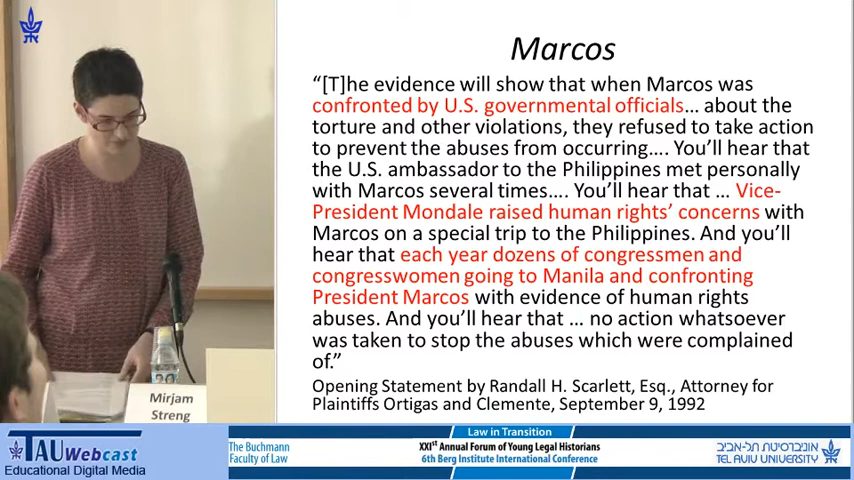 Marcos
“[T]he evidence will show that when Marcos was
confronted by U.S. governmental officials… about the
torture and other violations, they refused to take action
to prevent the abuses from occurring…. You’ll hear that
the U.S. ambassador to the Philippines met personally
with Marcos several times…. You’ll hear that … Vice-
President Mondale raised human rights’ concerns with
Marcos on a special trip to the Philippines. And you’ll
hear that each year dozens of congressmen and
congresswomen going to Manila and confronting
President Marcos with evidence of human rights
abuses. And you’ll hear that … no action whatsoever
was taken to stop the abuses which were complained
of.”
Opening Statement by Randall H. Scarlett, Esq., Attorney for
Plaintiffs Ortigas and Clemente, September 9, 1992
Mirjam
Streng
TAU Webcast
Educational Digital Media
The Buchmann
Faculty of Law
Law in Transition
XXIst Annual Forum of Young Legal Historians
6th Berg Institute International Conference
אוניברסיטת תל-אביב
TEL AVIV UNIVERSITY